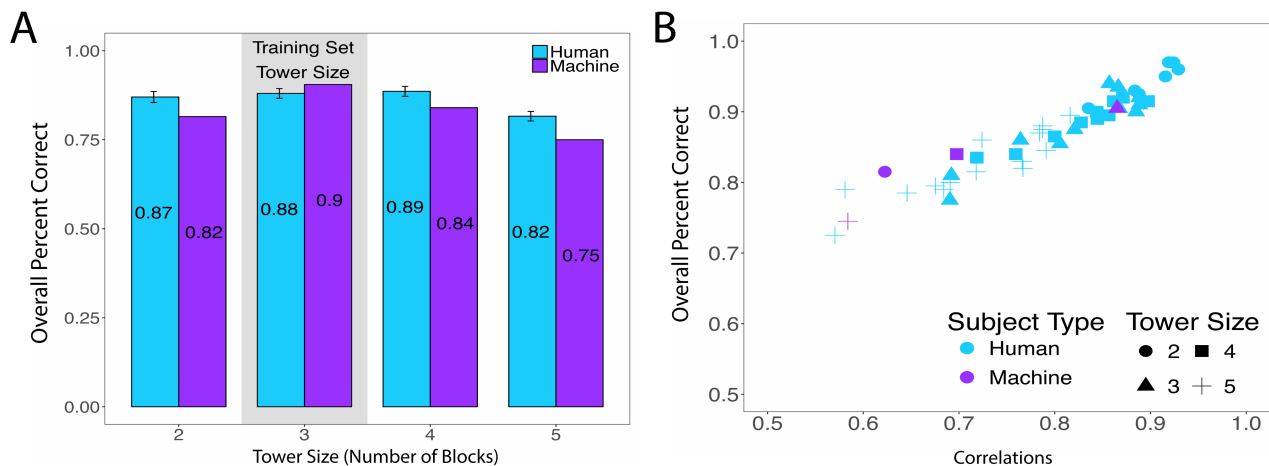 A
Overall Percent Correct
1.00
0.75
0.50
0.25
0.00
Training Set
Tower Size
Human
Machine
0.87
0.82
0.88
0.9
0.89
0.84
0.82
0.75
2
3
4
5
Tower Size (Number of Blocks)
B
Overall Percent Correct
1.0
0.9
0.8
0.7
0.6
0.5
Subject Type
Human
Machine
Tower Size
2
4
3
5
0.5
0.6
0.7
0.8
0.9
1.0
Correlations